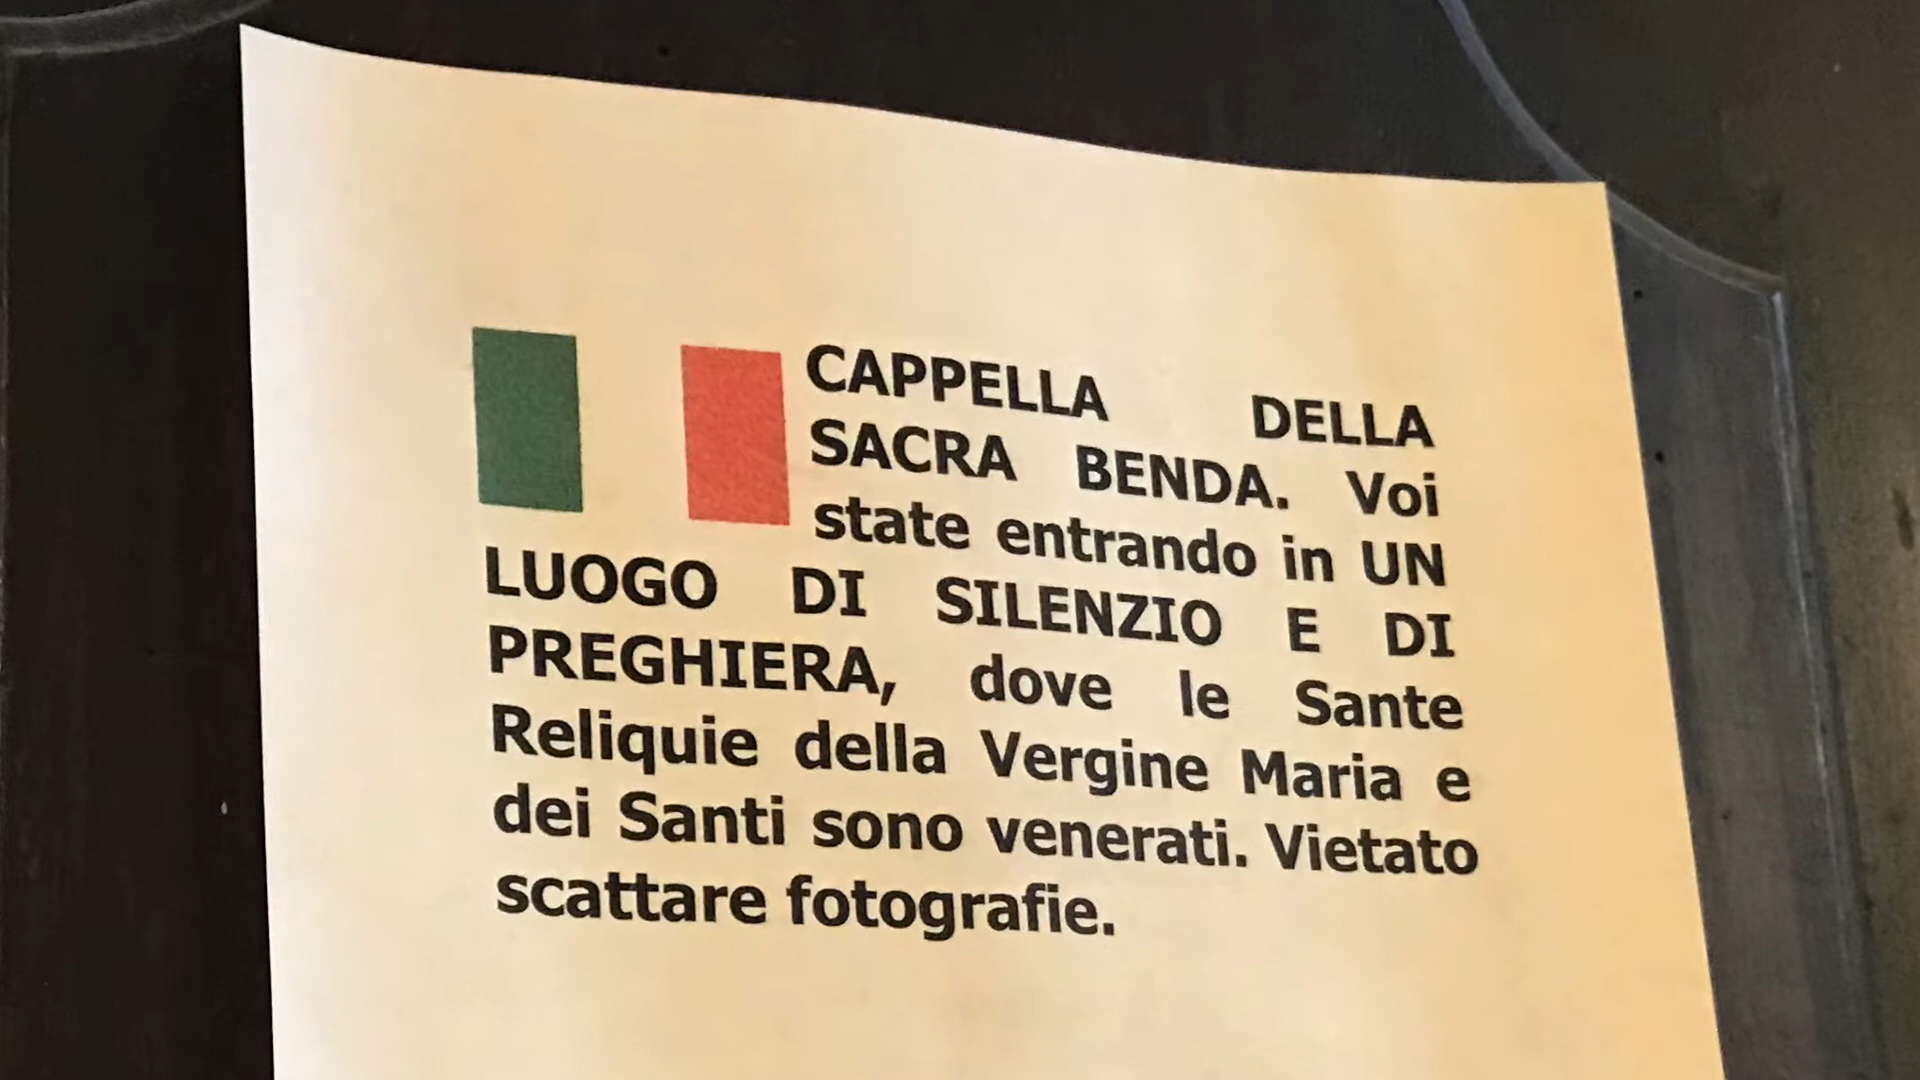 CAPPELLA DELLA
SACRA BENDA. Voi
state entrando in UN
LUOGO DI SILENZIO E DI
PREGHIERA, dove le Sante
Reliquie della Vergine Maria e
dei Santi sono venerati. Vietato
scattare fotografie.